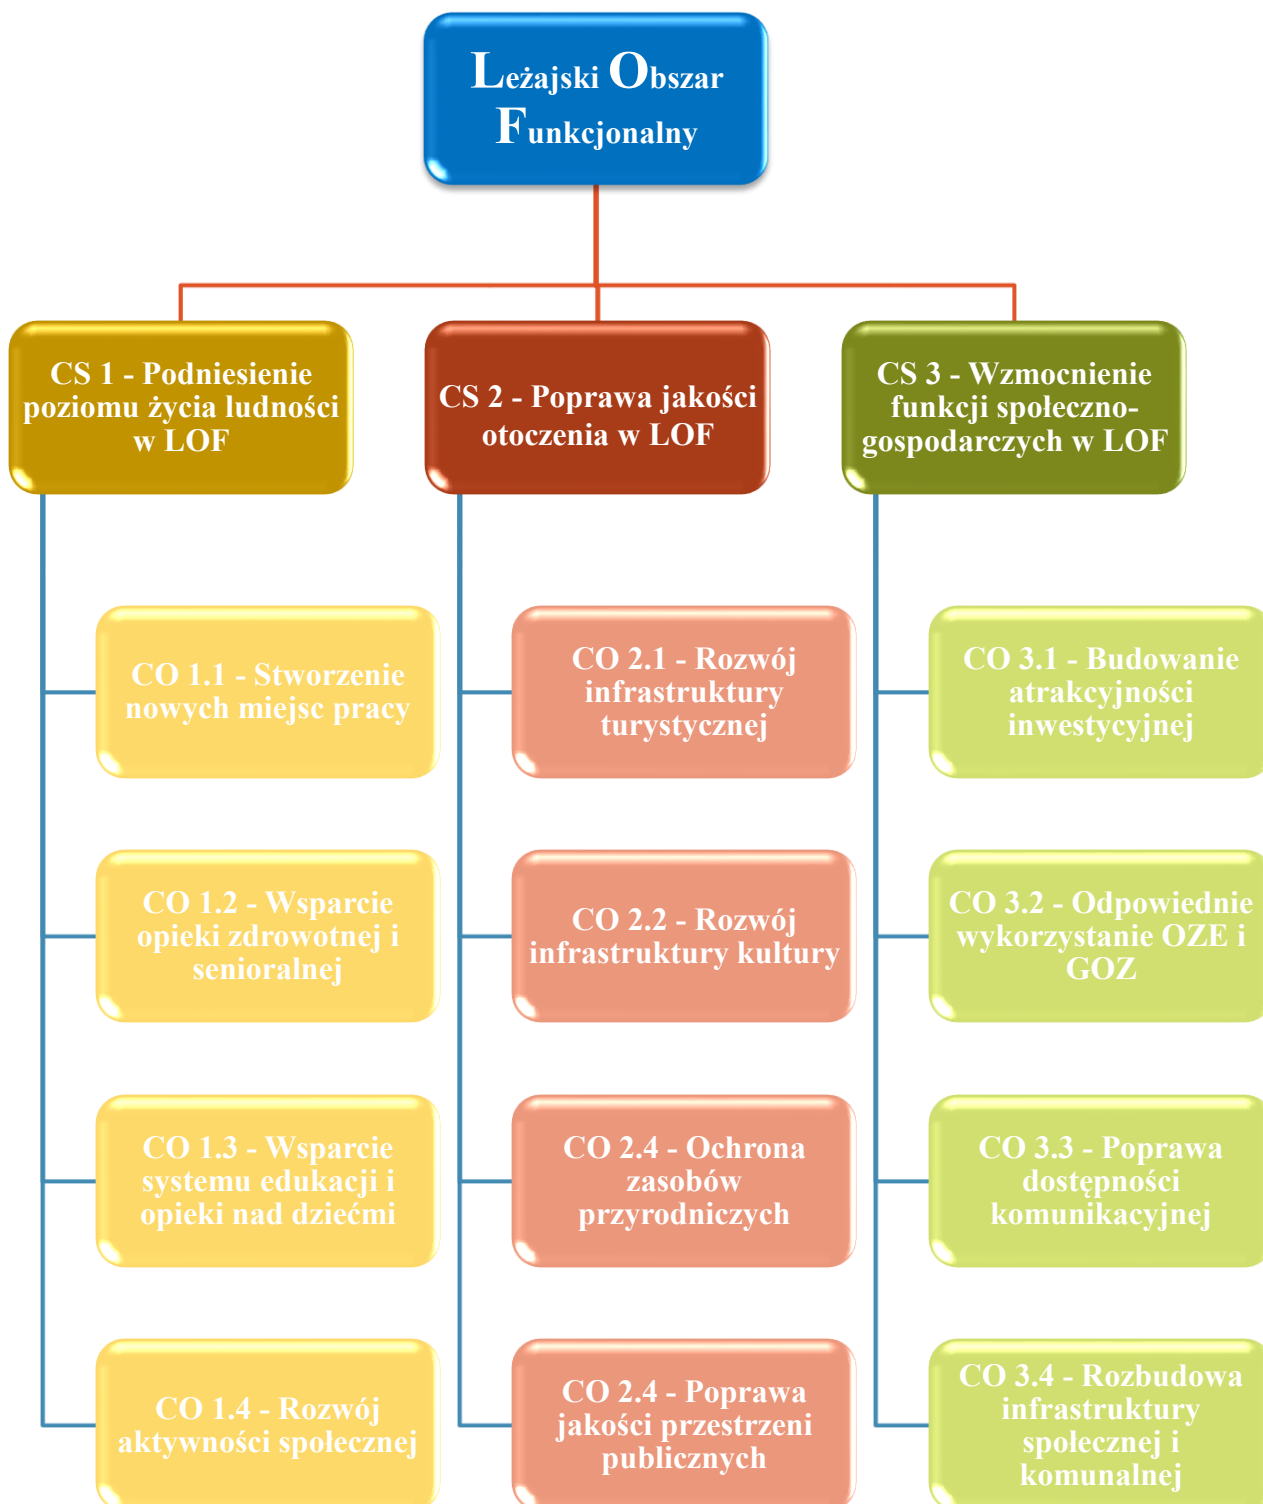 Leżajski Obszar
Funkcjonalny
CS 1 - Podniesienie
poziomu życia ludności
w LOF
CO 1.1 - Stworzenie
nowych miejsc pracy
CO 1.2 - Wsparcie
opieki zdrowotnej i
senioralnej
CO 1.3 - Wsparcie
systemu edukacji i
opieki nad dziećmi
CO 1.4 - Rozwój
aktywności społecznej
CS 2 - Poprawa jakości
otoczenia w LOF
CO 2.1 - Rozwój
infrastruktury
turystycznej
CO 2.2 - Rozwój
infrastruktury kultury
CO 2.4 - Ochrona
zasobów
przyrodniczych
CO 2.4 - Poprawa
jakości przestrzeni
publicznych
CS 3 - Wzmocnienie
funkcji społeczno-
gospodarczych w LOF
CO 3.1 - Budowanie
atrakcyjności
inwestycyjnej
CO 3.2 - Odpowiednie
wykorzystanie OZE i
GOZ
CO 3.3 - Poprawa
dostępności
komunikacyjnej
CO 3.4 - Rozbudowa
infrastruktury
społecznej i
komunalnej